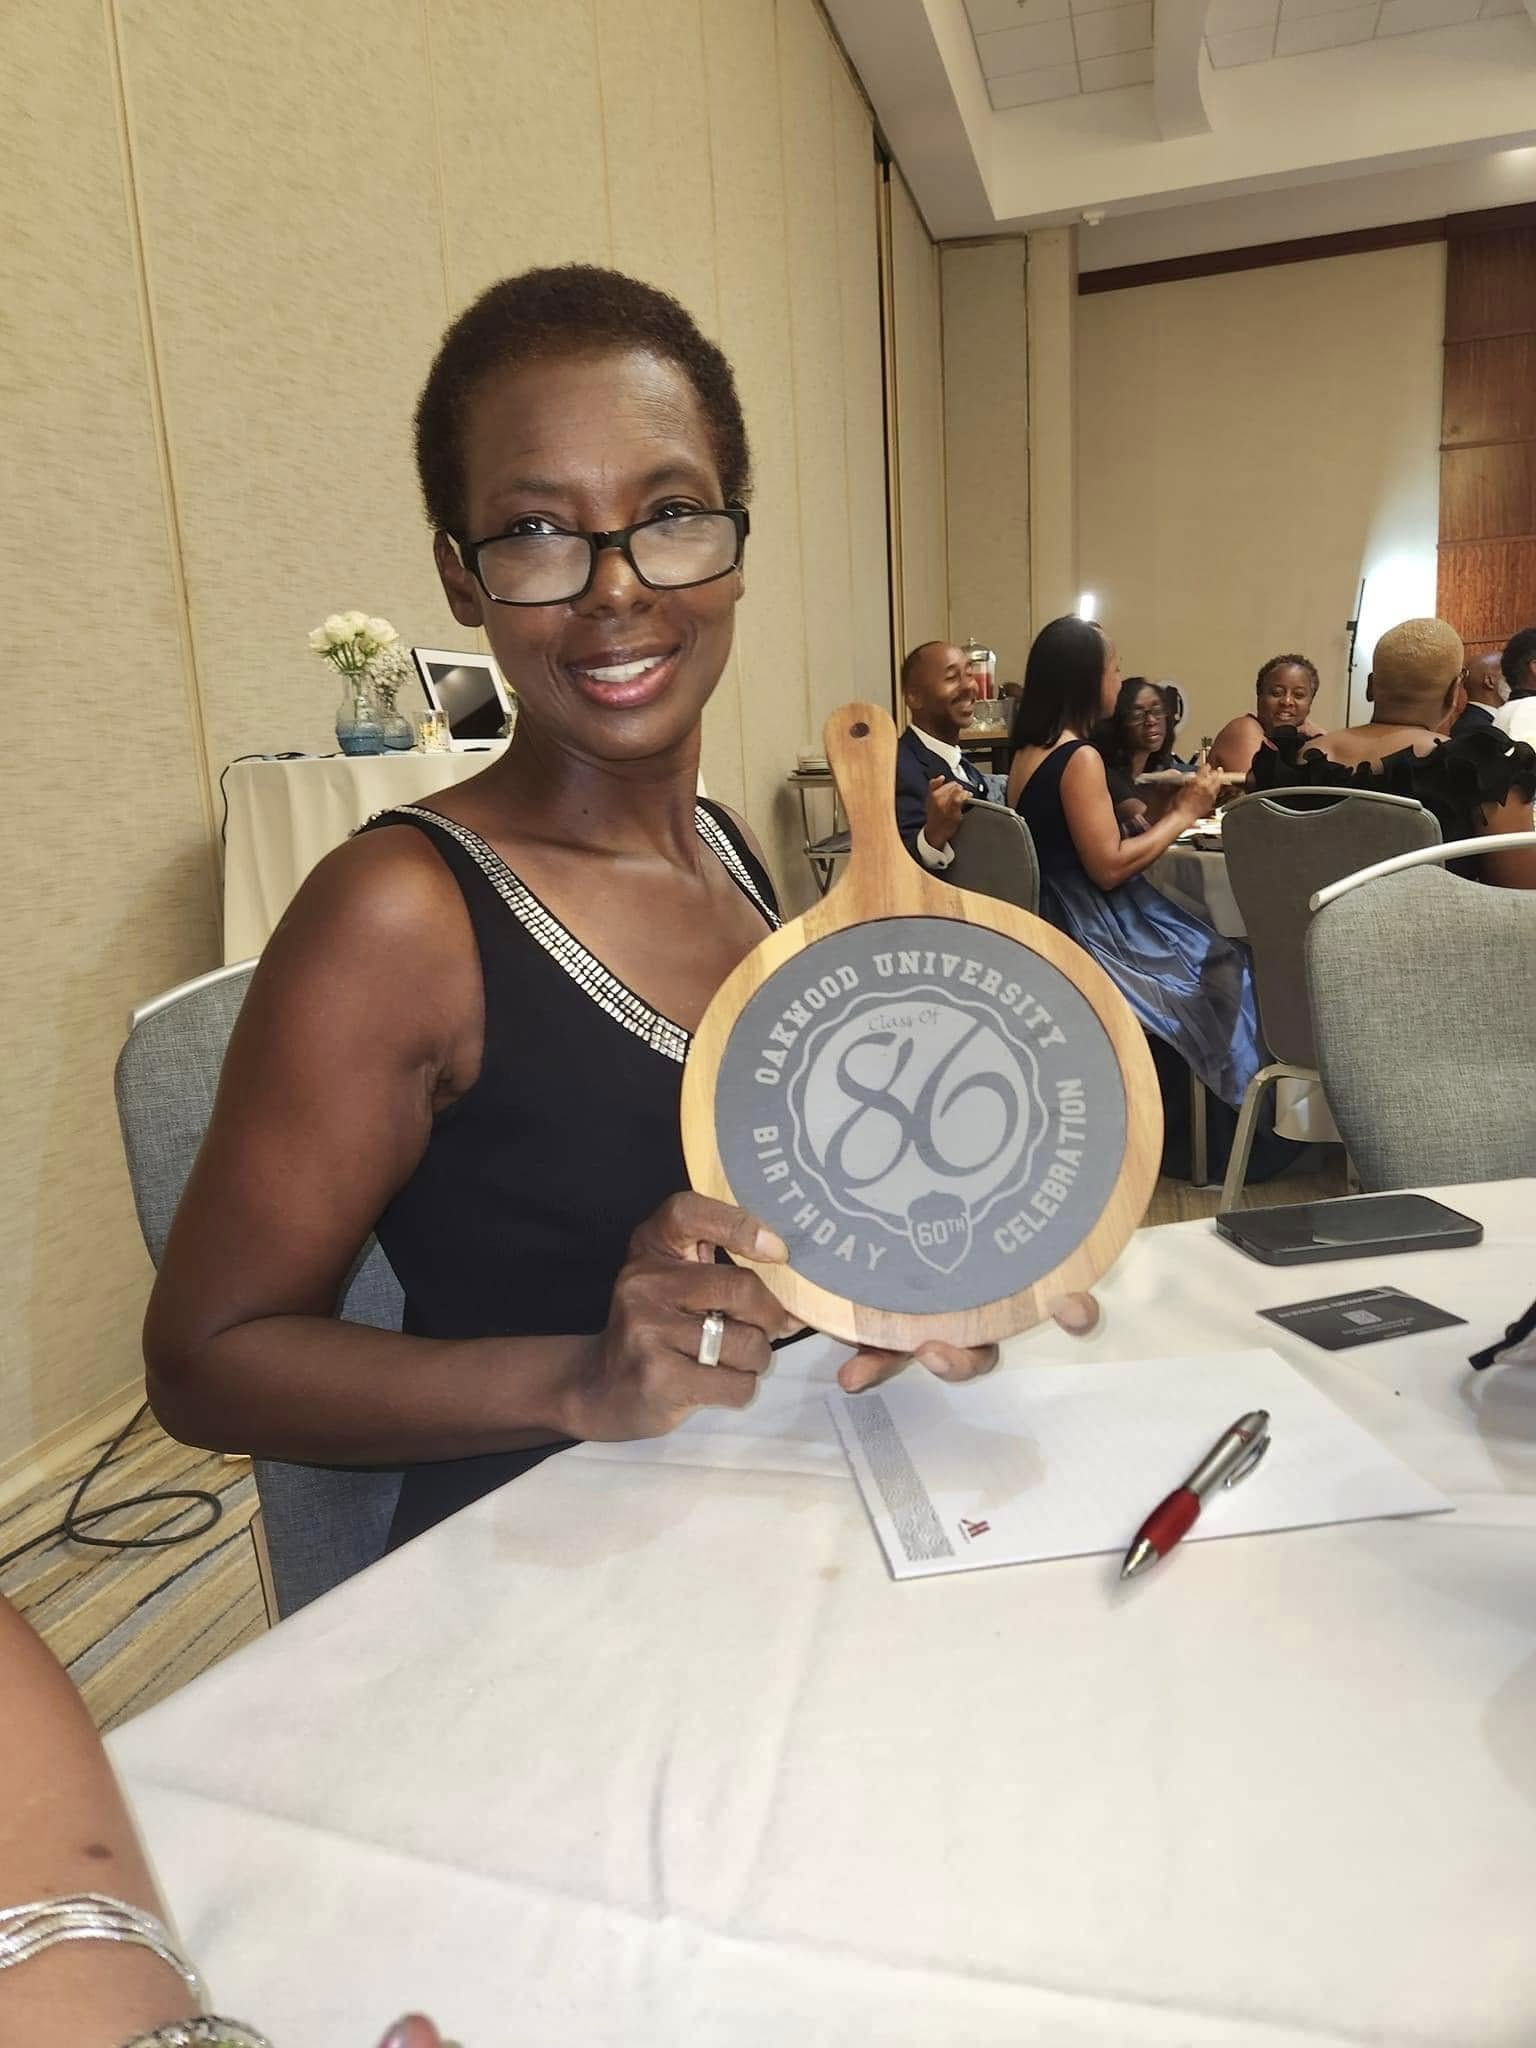 OAKWOOD UNIVERSITY
Class Of
86
60TH
BIRTHDAY CELEBRATION